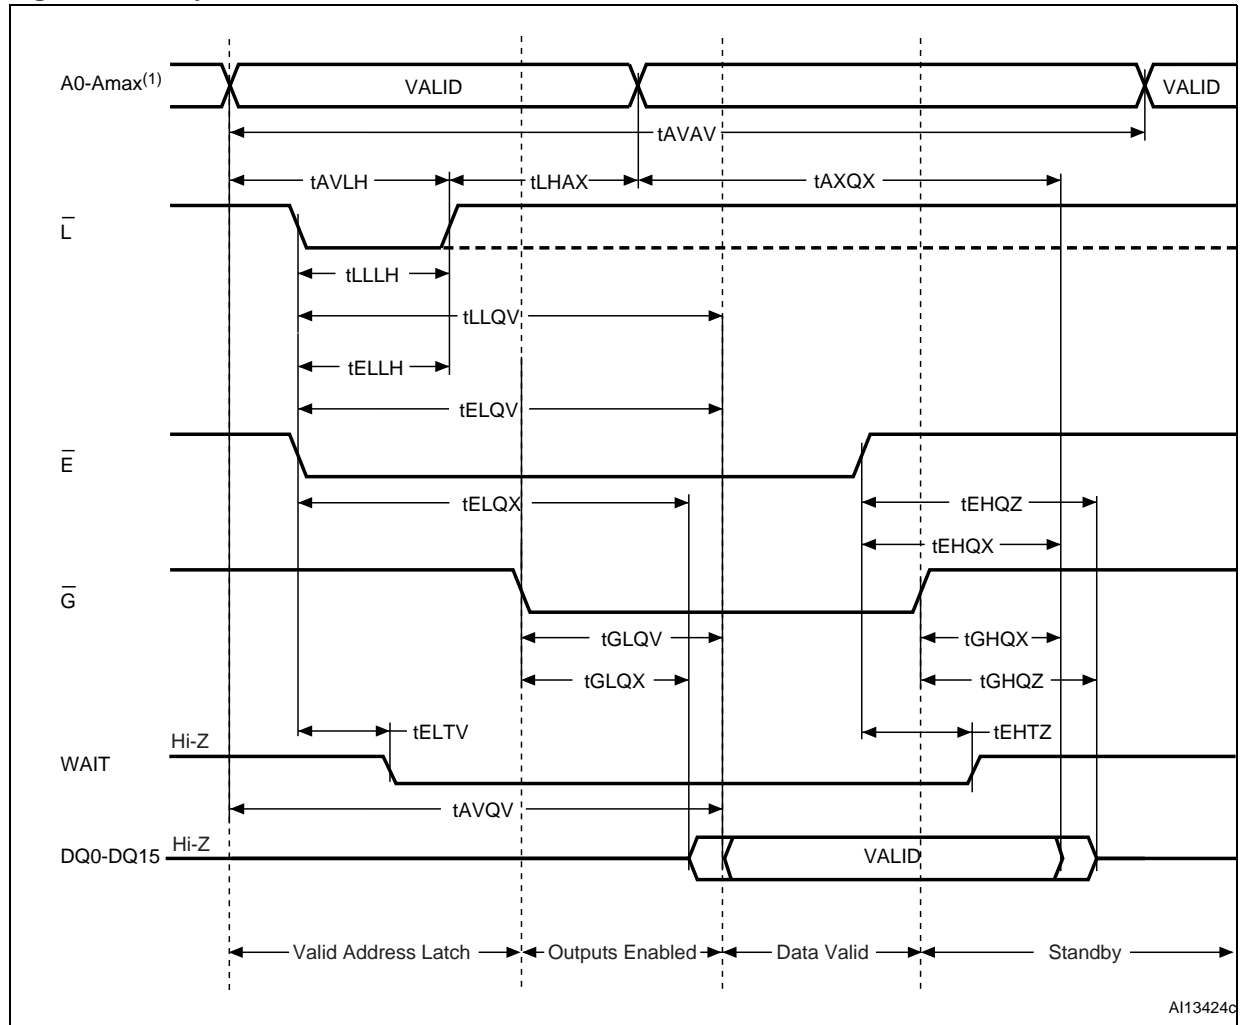 A0-Amax(1) VALID VALID
tAVAV
tAVLH tLHAX tAXQX
L
tLLLH
tLLQV
tELLH
tELQV
E
tELQX tEHQZ
tEHQX
G
tGLQV tGHQX
tGLQX tGHQZ
tELTV tEHTZ
Hi-Z
WAIT
tAVQV
Hi-Z
DQ0-DQ15 VALID
Valid Address Latch Outputs Enabled Data Valid Standby
AI13424c